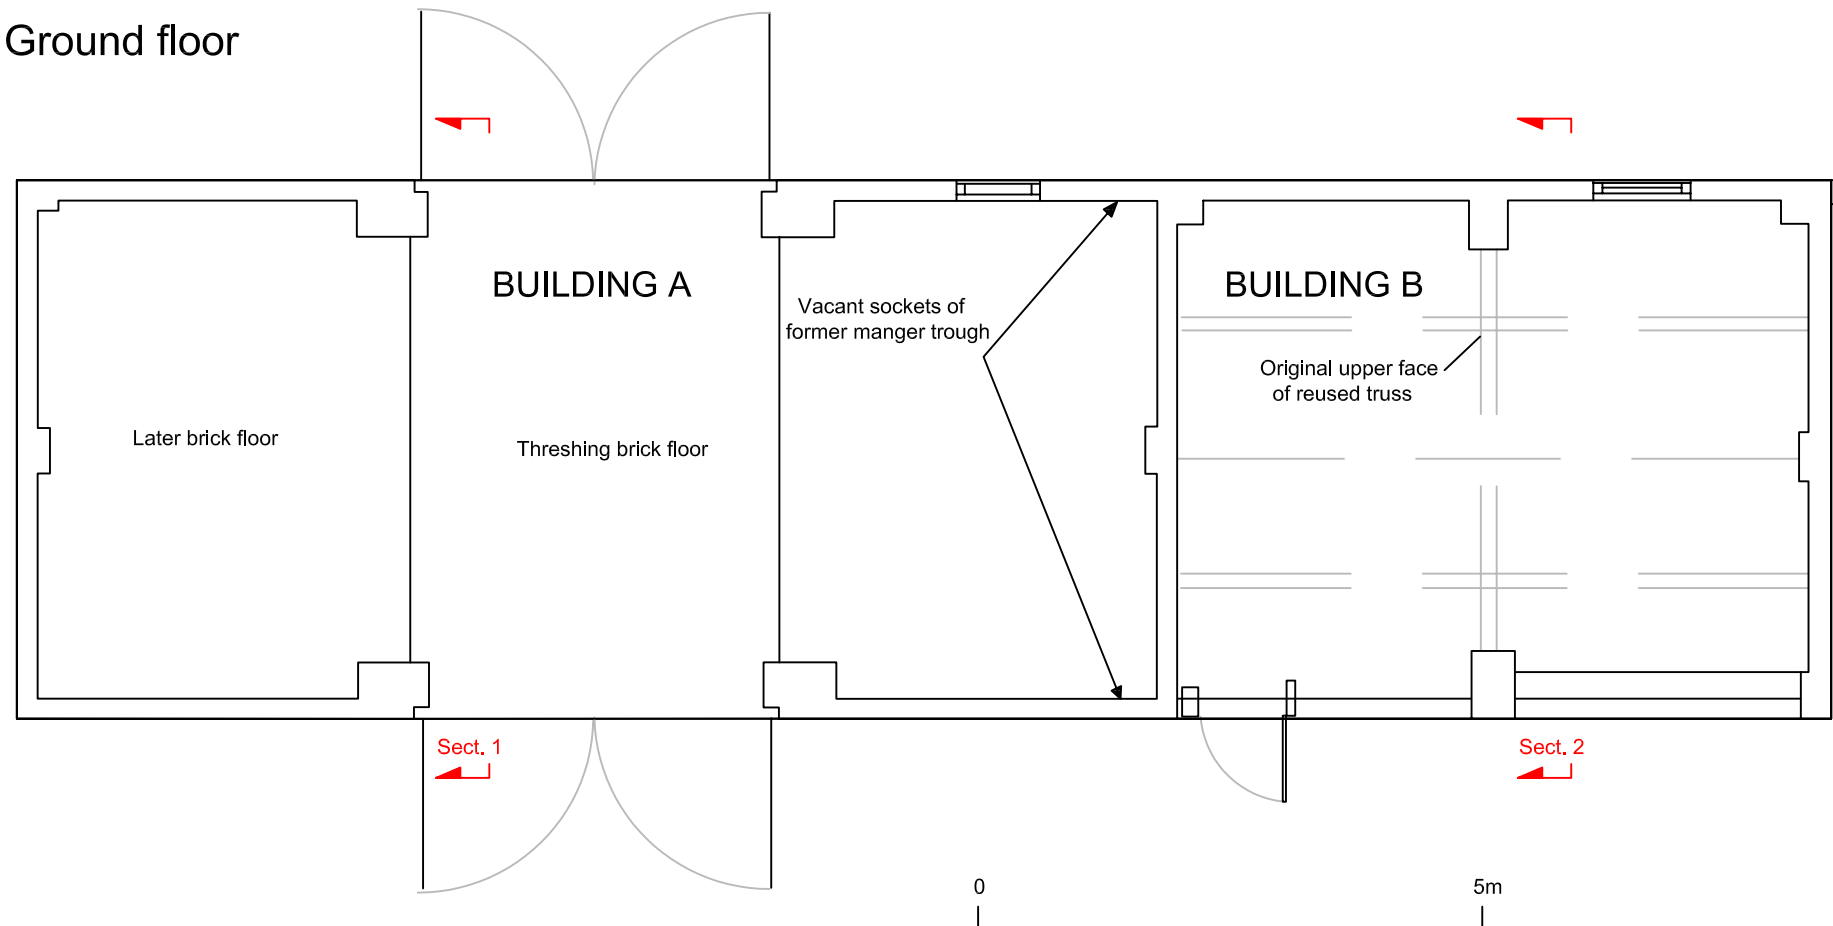 Ground floor
BUILDING A
BUILDING B
Vacant sockets of
former manger trough
Original upper face
of reused truss
Later brick floor
Threshing brick floor
Sect. 1
Sect. 2
0
5m